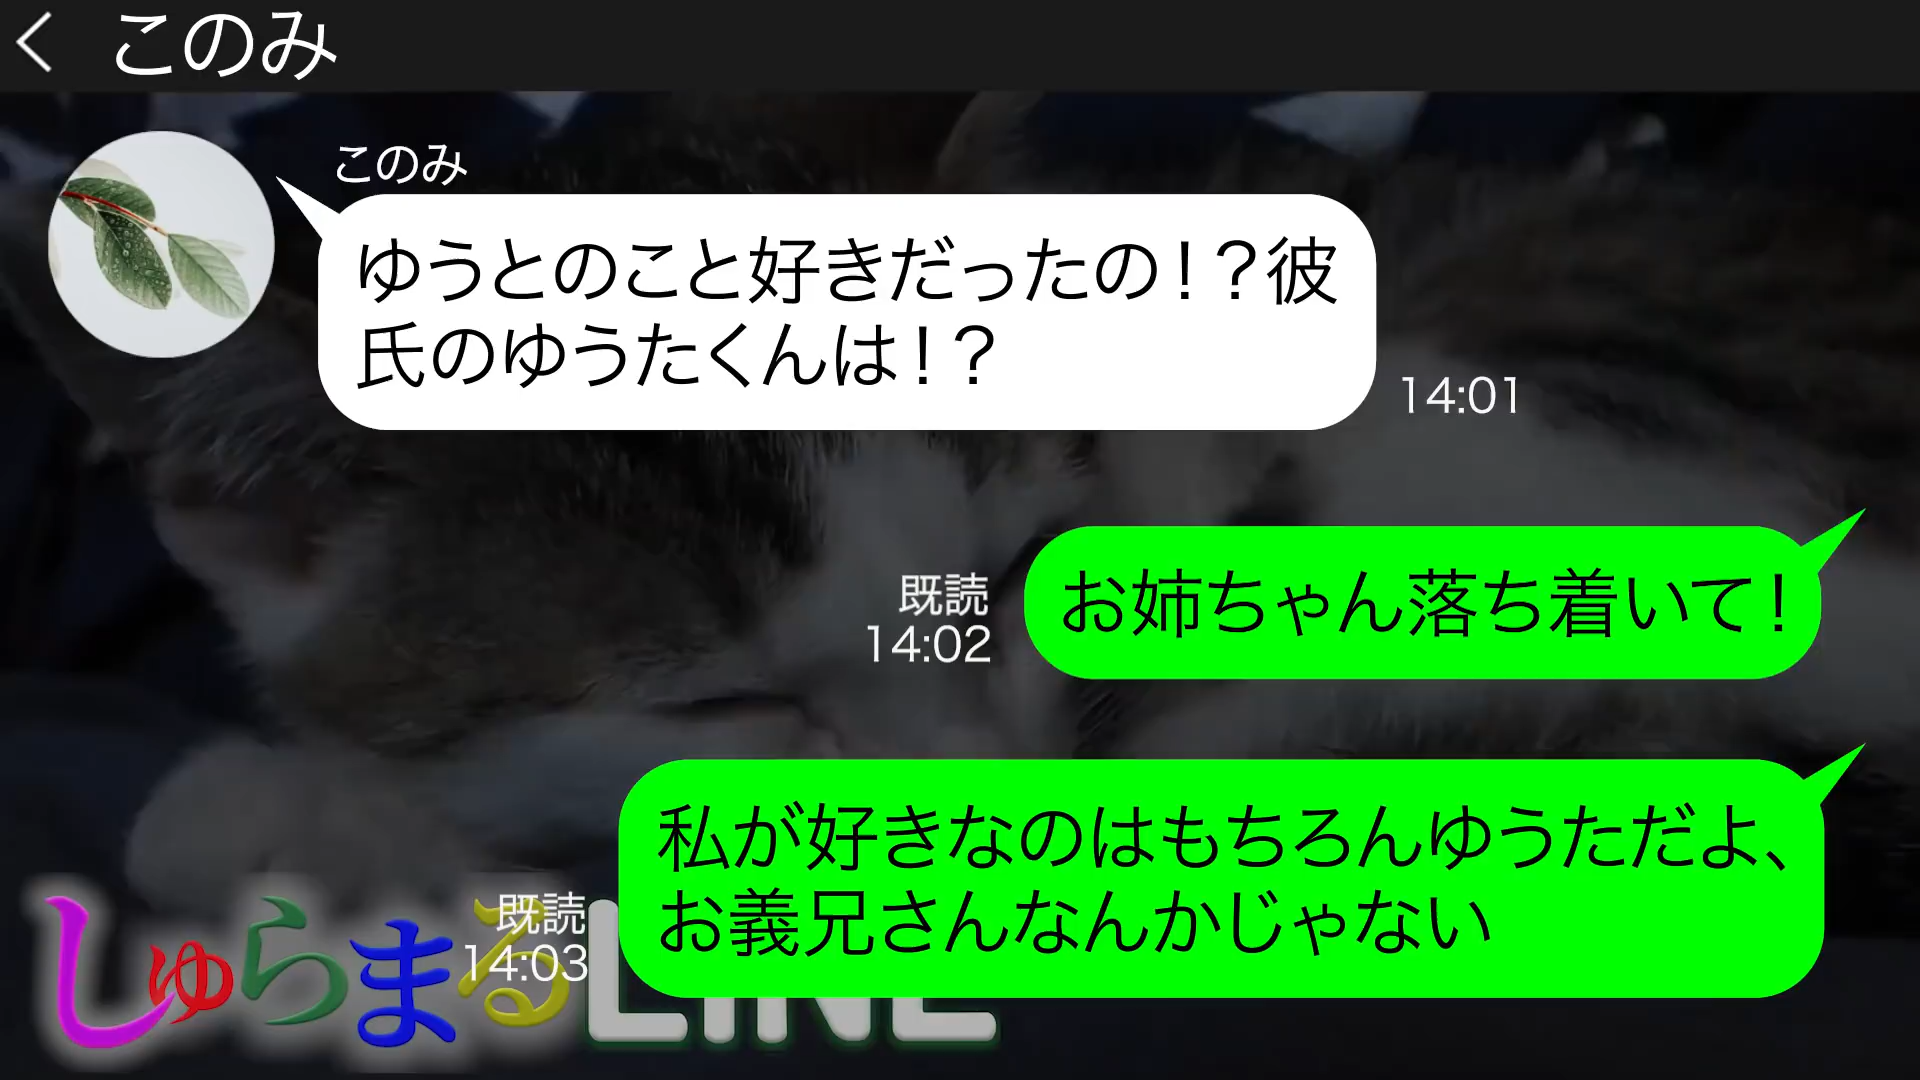 このみ
このみ
ゆうとのこと好きだったの！？彼
氏のゆうたくんは！？
14:01
お姉ちゃん落ち着いて！
既読
14:02
私が好きなのはもちろんゆうただよ、
お義兄さんなんかじゃない
既読
14:03
しゅらまるLINE